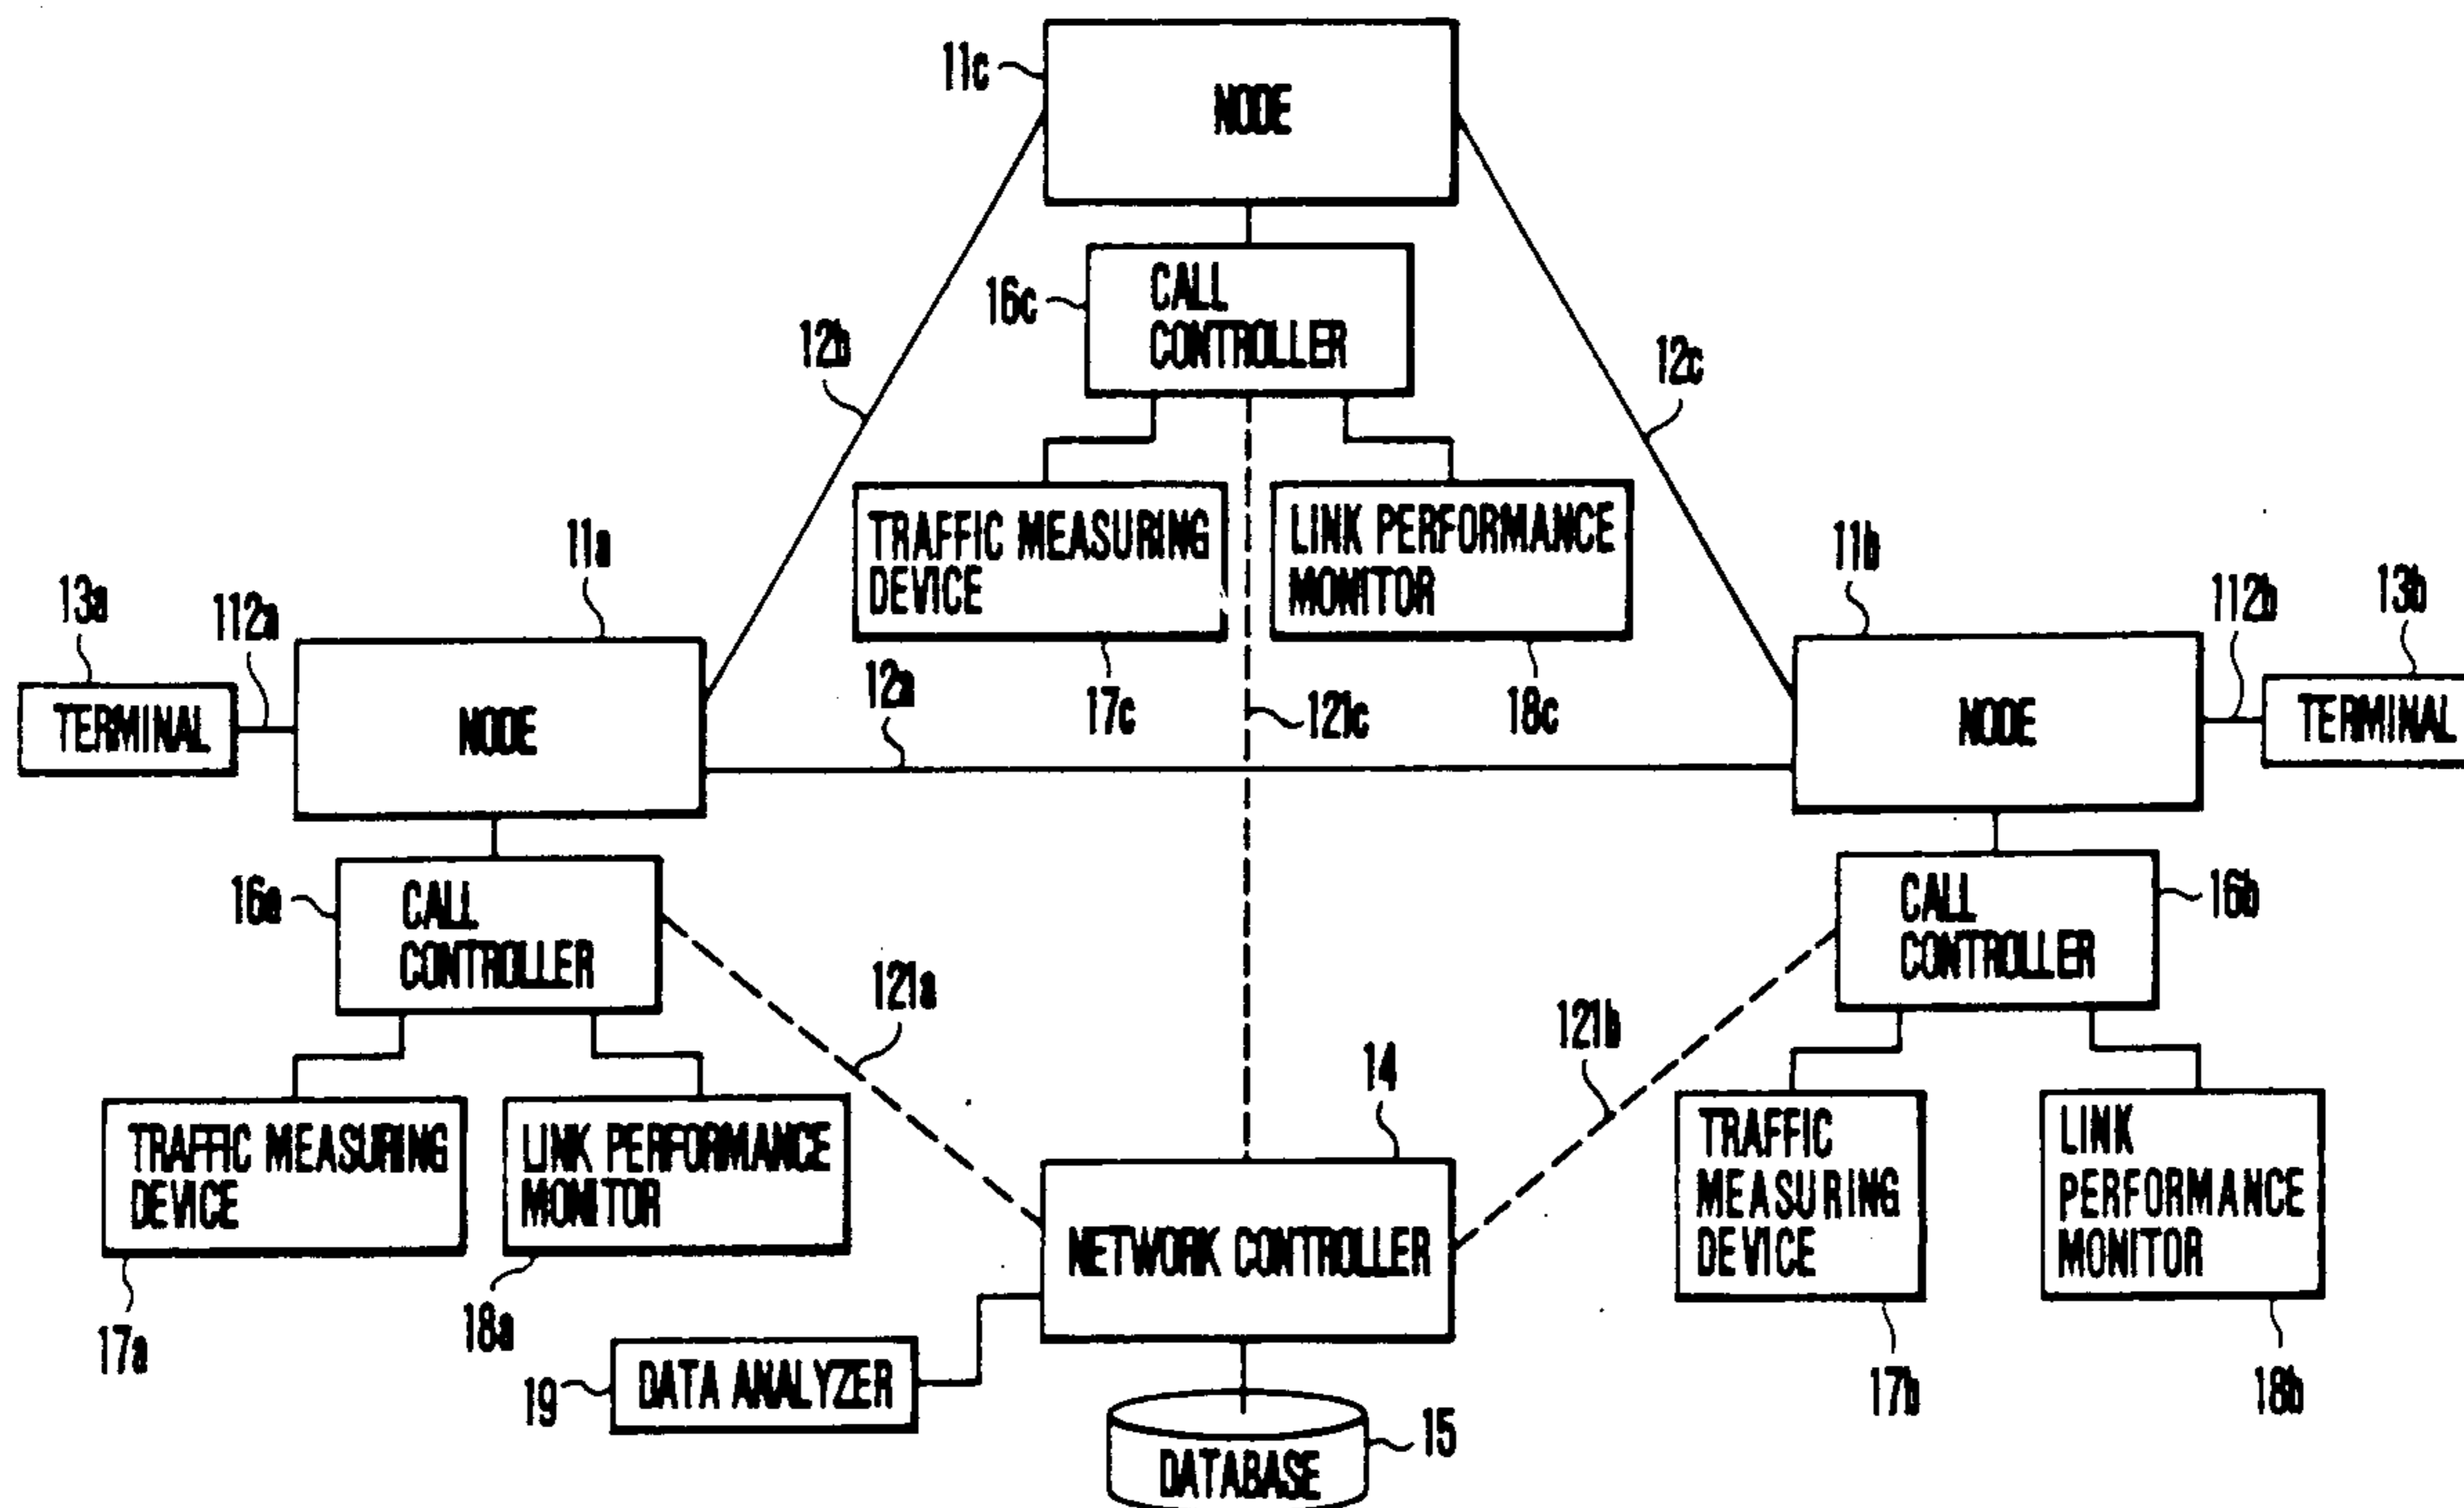 11c
NODE
16c
CALL
CONTROLLER
12b
12c
TRAFFIC MEASURING
DEVICE
LINK PERFORMANCE
MONITOR
17c
121c
18c
11a
13a
112a
TERMINAL
NODE
12a
11b
112b
13b
NODE
TERMINAL
16a
CALL
CONTROLLER
121a
16b
CALL
CONTROLLER
121b
14
TRAFFIC MEASURING
DEVICE
LINK PERFORMANCE
MONITOR
17a
18a
NETWORK CONTROLLER
TRAFFIC
MEASURING
DEVICE
LINK
PERFORMANCE
MONITOR
17b
18b
19
DATA ANALYZER
15
DATABASE